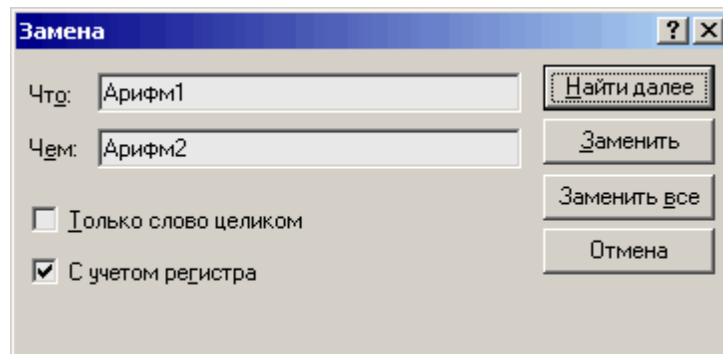 Замена
Что: Арифм1
Найти далее
Чем: Арифм2
Заменить
Заменить все
Только слово целиком
Отмена
С учетом регистра